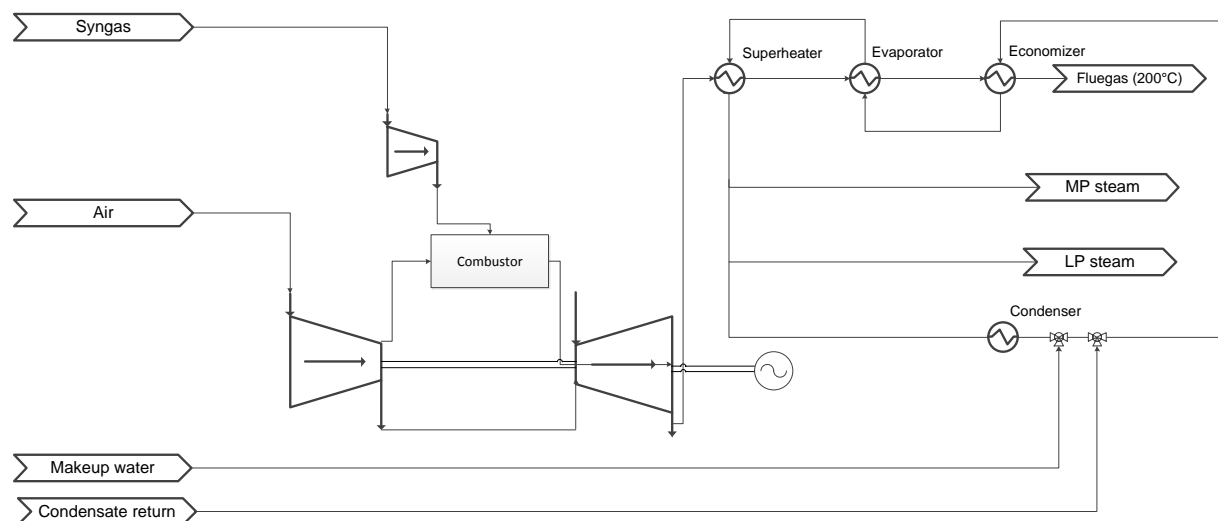 Syngas
Superheater
Evaporator
Economizer
Fluegas (200°C)
MP steam
Air
Combustor
LP steam
Condenser
Makeup water
Condensate return